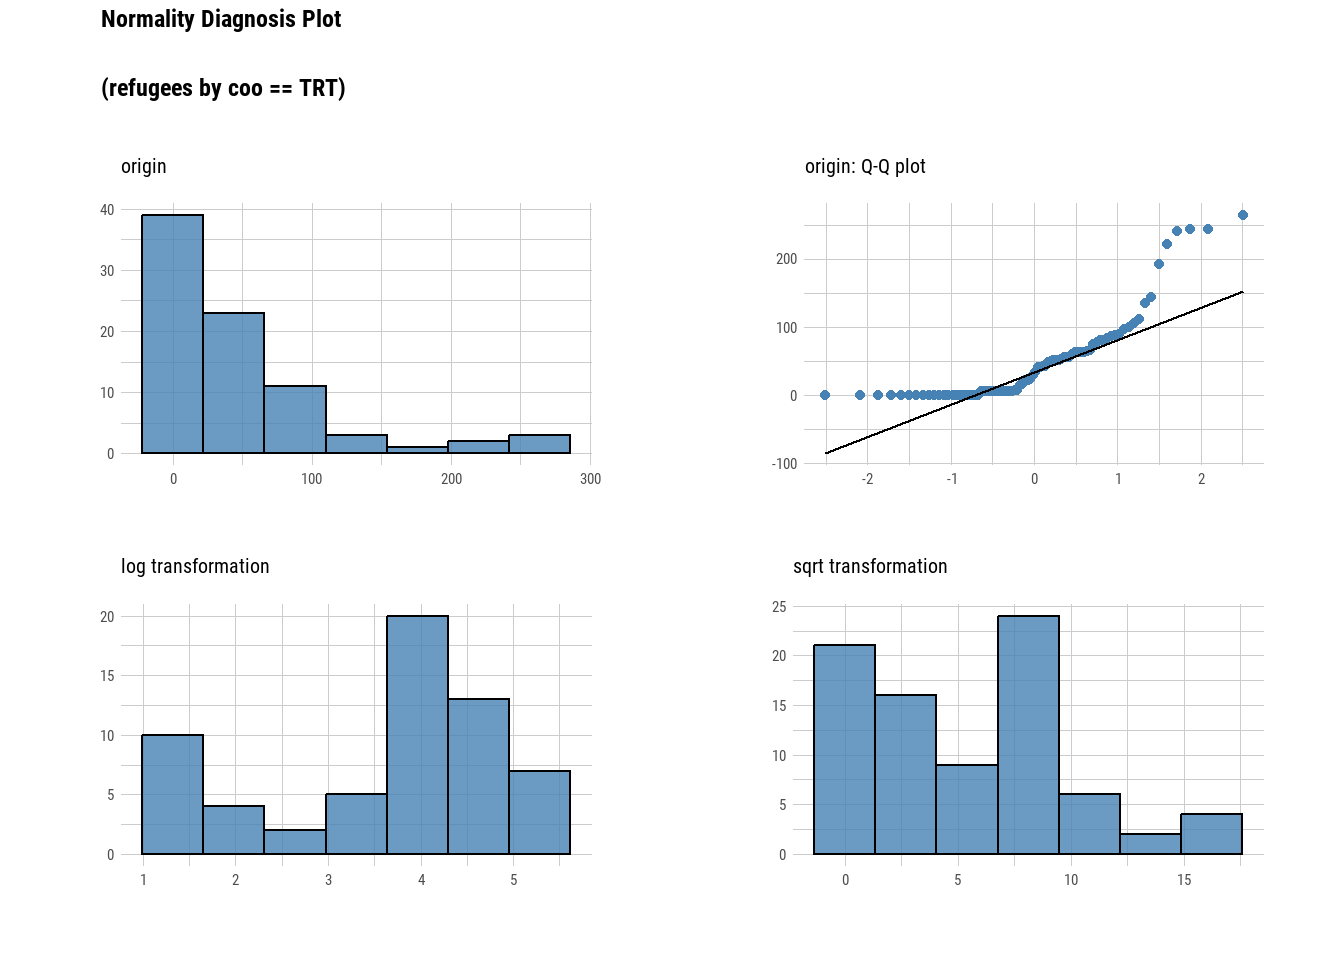 Normality Diagnosis Plot
(refugees by coo == TRT)
origin
40
30
20
10
0
0 100 200 300
origin: Q-Q plot
200
100
0
-100
-2 -1 0 1 2
log transformation
20
15
10
5
0
1 2 3 4 5
sqrt transformation
25
20
15
10
5
0
0 5 10 15